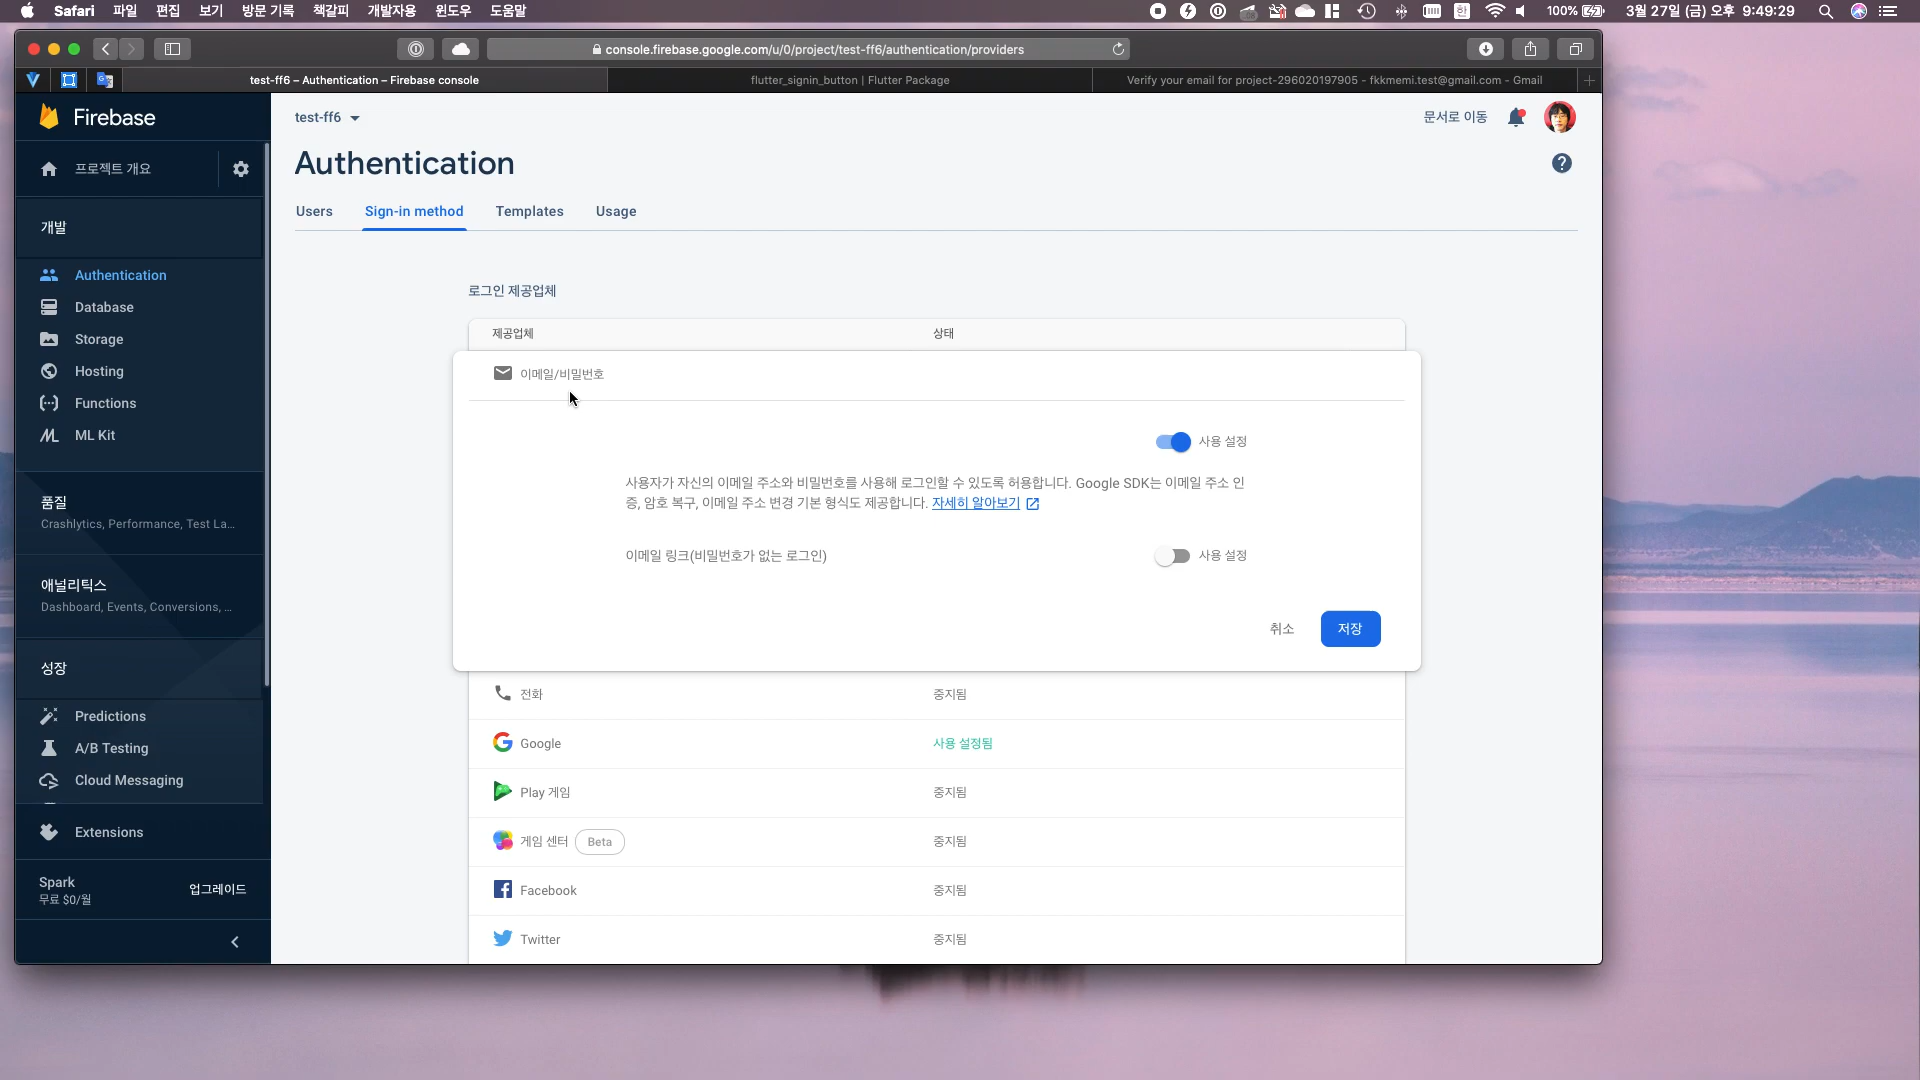 Safari 파일 편집 보기 방문 기록 책갈피 개발자용 윈도우 도움말
한 100% 3월 27일 (금) 오후 9:49:29
console.firebase.google.com/u/0/project/test-ff6/authentication/providers
test-ff6 – Authentication – Firebase console
flutter_signin_button | Flutter Package
Verify your email for project-296020197905 - fkkmemi.test@gmail.com - Gmail
Firebase
프로젝트 개요
개발
Authentication
Database
Storage
Hosting
Functions
ML Kit
품질
Crashlytics, Performance, Test La...
애널리틱스
Dashboard, Events, Conversions, ...
성장
Predictions
A/B Testing
Cloud Messaging
Extensions
Spark
무료 $0/월
업그레이드
test-ff6
문서로 이동
Authentication
Users Sign-in method Templates Usage
로그인 제공업체
제공업체 상태
이메일/비밀번호
사용 설정
사용자가 자신의 이메일 주소와 비밀번호를 사용해 로그인할 수 있도록 허용합니다. Google SDK는 이메일 주소 인
증, 암호 복구, 이메일 주소 변경 기본 형식도 제공합니다. 자세히 알아보기
이메일 링크(비밀번호가 없는 로그인) 사용 설정
취소 저장
전화 중지됨
Google 사용 설정됨
Play 게임 중지됨
게임 센터 Beta 중지됨
Facebook 중지됨
Twitter 중지됨